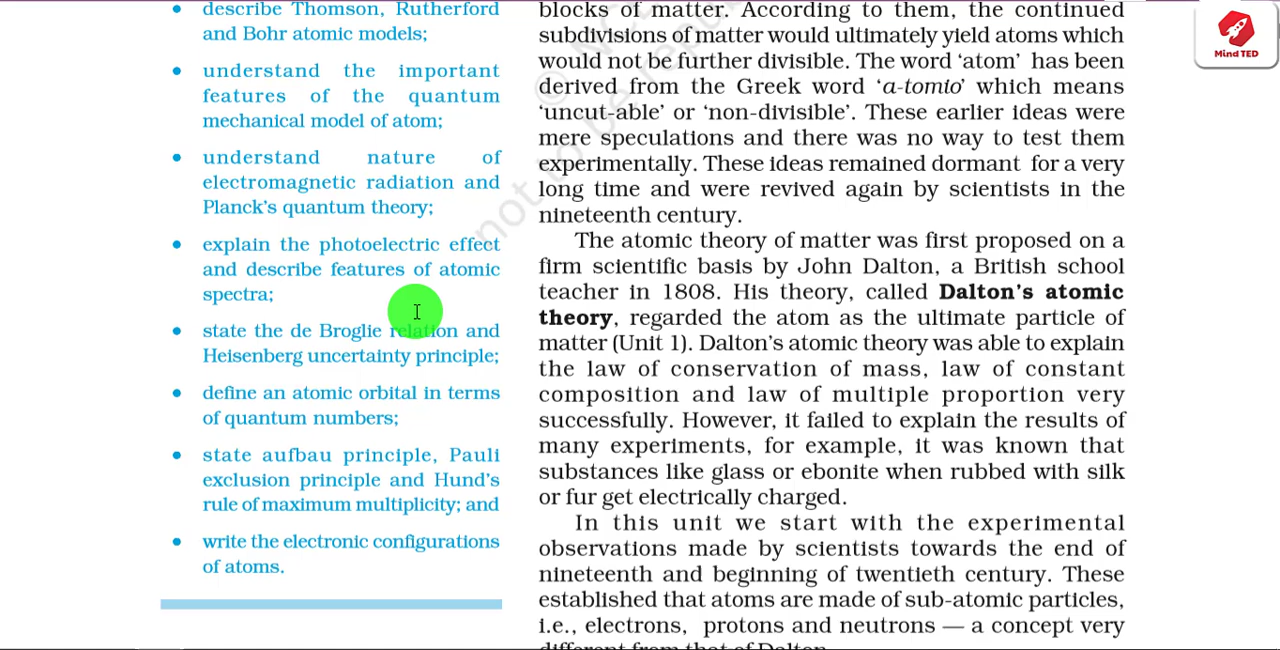 describe Thomson, Rutherford
and Bohr atomic models;
understand the important
features of the quantum
mechanical model of atom;
understand nature of
electromagnetic radiation and
Planck's quantum theory;
explain the photoelectric effect
and describe features of atomic
spectra;
state the de Broglie relation and
Heisenberg uncertainty principle;
define an atomic orbital in terms
of quantum numbers;
state aufbau principle, Pauli
exclusion principle and Hund's
rule of maximum multiplicity; and
write the electronic configurations
of atoms.
blocks of matter. According to them, the continued
subdivisions of matter would ultimately yield atoms which
would not be further divisible. The word 'atom' has been
derived from the Greek word 'a-tomio' which means
'uncut-able' or 'non-divisible'. These earlier ideas were
mere speculations and there was no way to test them
experimentally. These ideas remained dormant for a very
long time and were revived again by scientists in the
nineteenth century.
The atomic theory of matter was first proposed on a
firm scientific basis by John Dalton, a British school
teacher in 1808. His theory, called Dalton's atomic
theory, regarded the atom as the ultimate particle of
matter (Unit 1). Dalton's atomic theory was able to explain
the law of conservation of mass, law of constant
composition and law of multiple proportion very
successfully. However, it failed to explain the results of
many experiments, for example, it was known that
substances like glass or ebonite when rubbed with silk
or fur get electrically charged.
In this unit we start with the experimental
observations made by scientists towards the end of
nineteenth and beginning of twentieth century. These
established that atoms are made of sub-atomic particles,
i.e., electrons, protons and neutrons — a concept very
different from that of Dalton.
Mind TED
© NC
not to be re